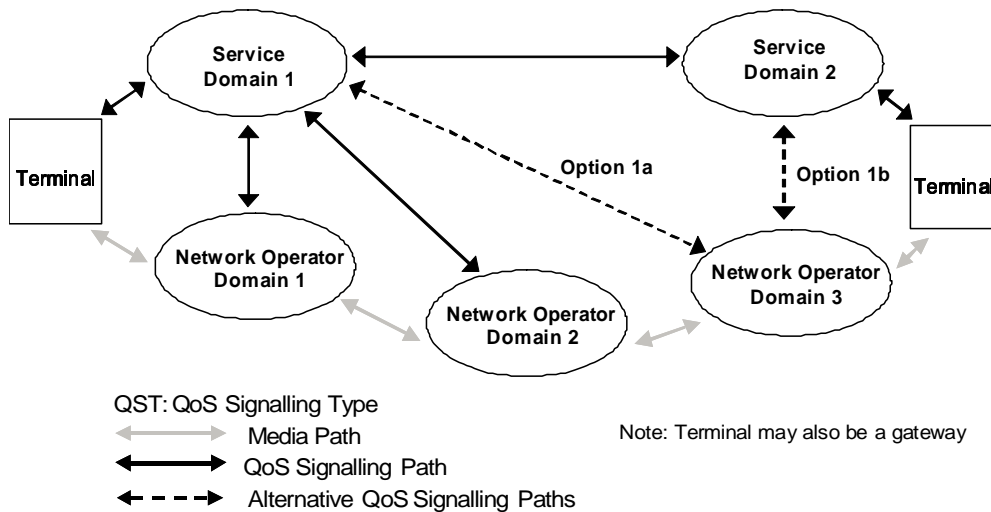 Service
Domain 1
Service
Domain 2
Terminal
Option 1a
Option 1b
Terminal
Network Operator
Domain 1
Network Operator
Domain 2
Network Operator
Domain 3
QST: QoS Signalling Type
Media Path
QoS Signalling Path
Alternative QoS Signalling Paths
Note: Terminal may also be a gateway